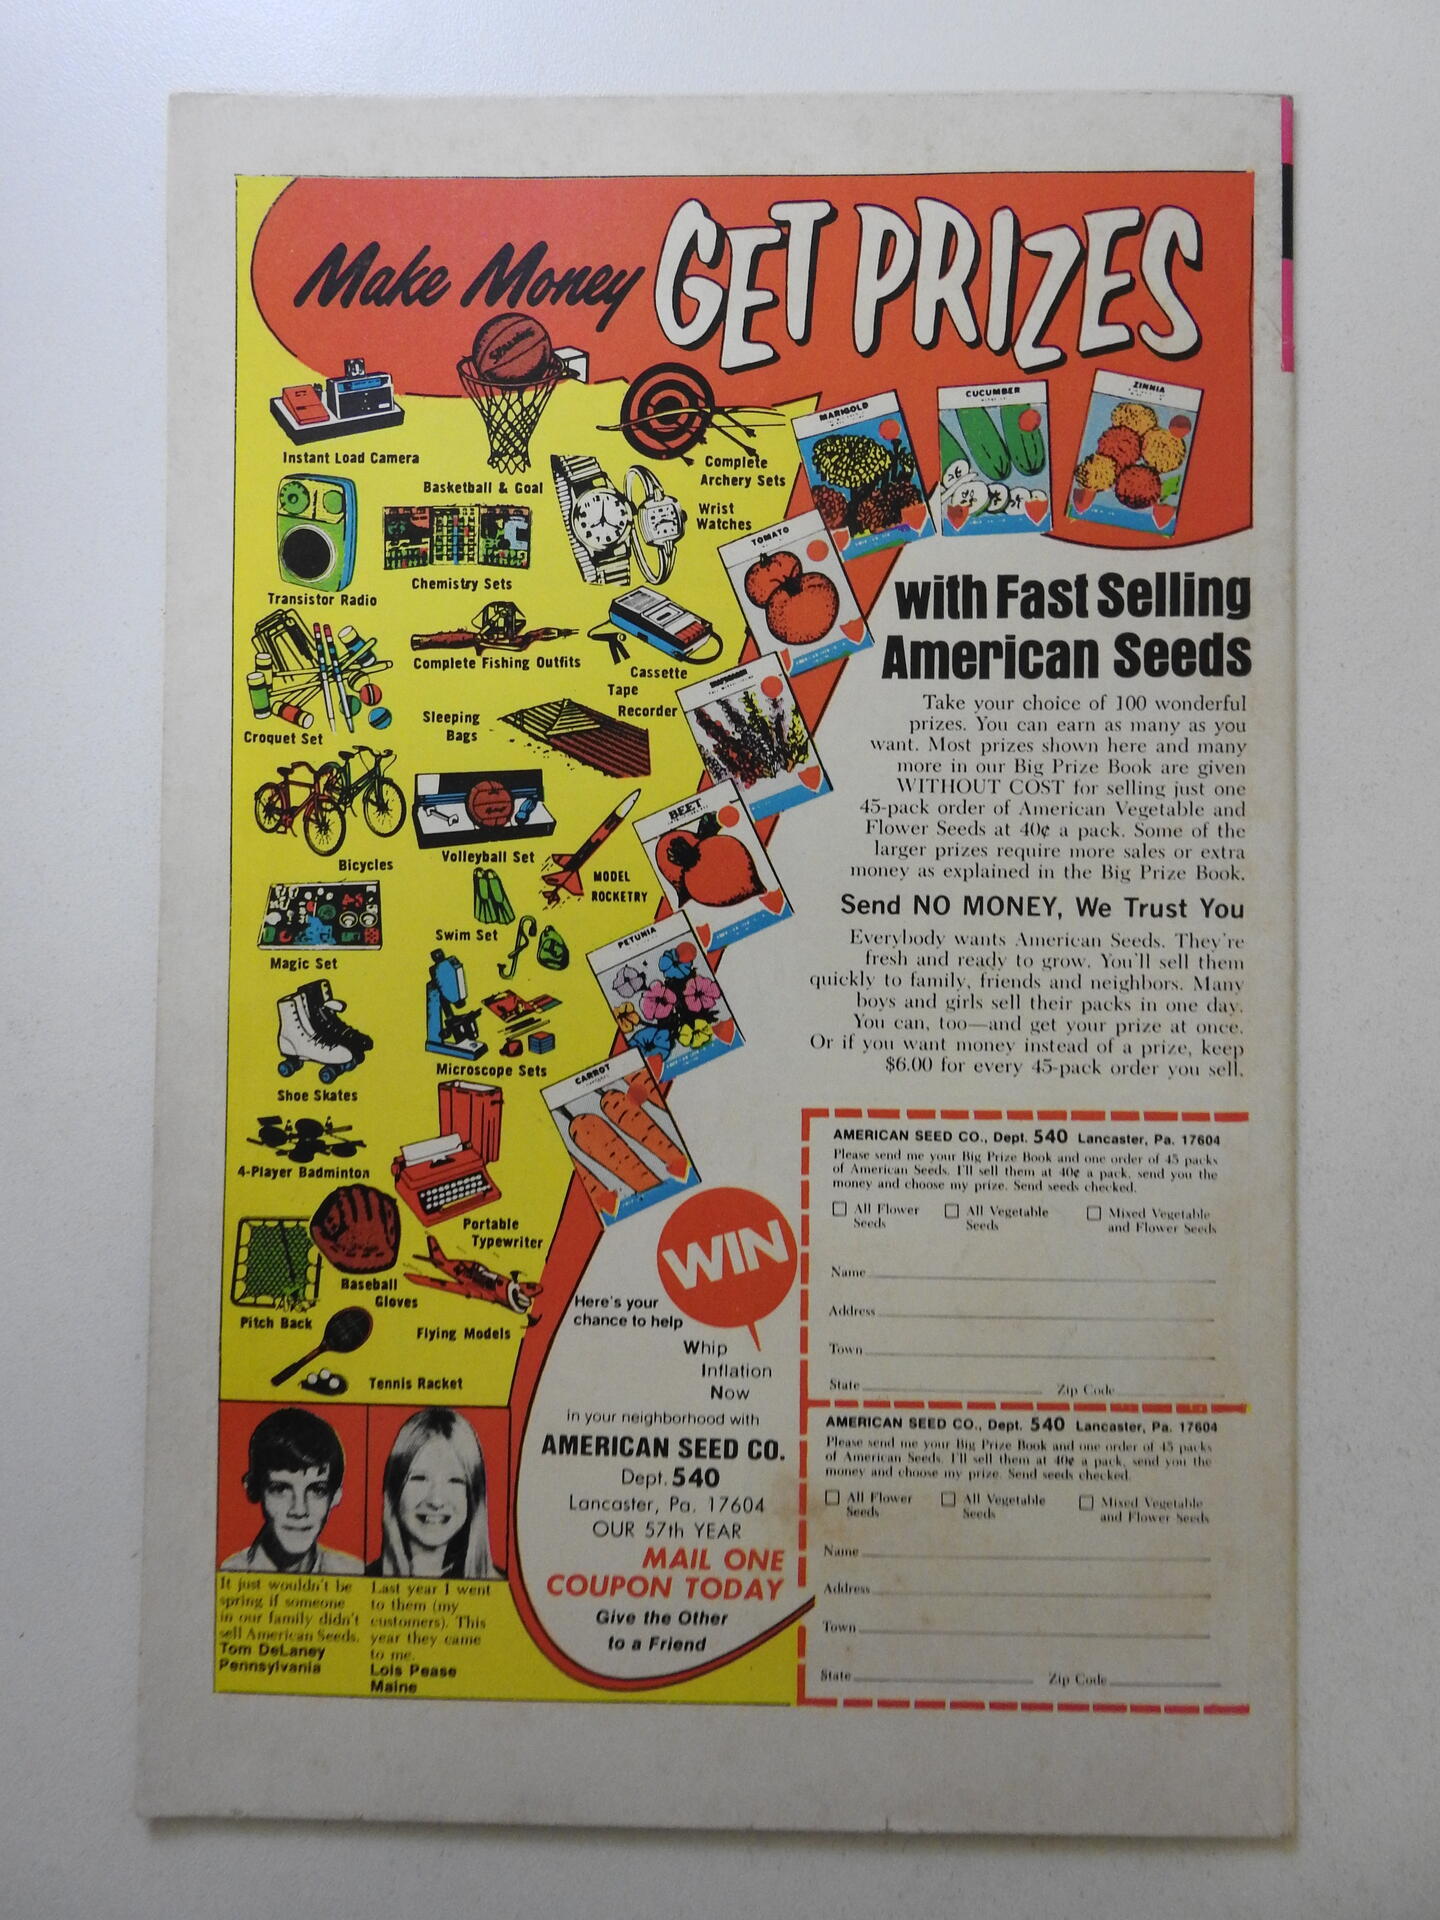 Make Money GET PRIZES
SPALDING
Instant Load Camera
Basketball & Goal
Complete
Archery Sets
MARIGOLD
CUCUMBER
ZINNIA
Transistor Radio
Chemistry Sets
Wrist
Watches
TOMATO
Croquet Set
Complete Fishing Outfits
Cassette
Tape
Recorder
Sleeping
Bags
Bicycles
Volleyball Set
MODEL
ROCKETRY
BEET
Magic Set
Swim Set
PETUNIA
Shoe Skates
Microscope Sets
CARROT
4-Player Badminton
Portable
Typewriter
Pitch Back
Baseball
Gloves
Flying Models
Tennis Racket
with Fast Selling
American Seeds
Take your choice of 100 wonderful
prizes. You can earn as many as you
want. Most prizes shown here and many
more in our Big Prize Book are given
WITHOUT COST for selling just one
45-pack order of American Vegetable and
Flower Seeds at 40¢ a pack. Some of the
larger prizes require more sales or extra
money as explained in the Big Prize Book.
Send NO MONEY, We Trust You
Everybody wants American Seeds. They're
fresh and ready to grow. You'll sell them
quickly to family, friends and neighbors. Many
boys and girls sell their packs in one day.
You can, too—and get your prize at once.
Or if you want money instead of a prize, keep
$6.00 for every 45-pack order you sell.
WIN
Here's your
chance to help
Whip
Inflation
Now
in your neighborhood with
AMERICAN SEED CO.
Dept. 540
Lancaster, Pa. 17604
OUR 57th YEAR
MAIL ONE
COUPON TODAY
Give the Other
to a Friend
It just wouldn't be
spring if someone
in our family didn't
sell American Seeds.
Tom DeLaney
Pennsylvania
Last year I went
to them (my
customers). This
year they came
to me.
Lois Pease
Maine
AMERICAN SEED CO., Dept. 540 Lancaster, Pa. 17604
Please send me your Big Prize Book and one order of 45 packs
of American Seeds. I'll sell them at 40¢ a pack, send you the
money and choose my prize. Send seeds checked.
All Flower
Seeds
All Vegetable
Seeds
Mixed Vegetable
and Flower Seeds
Name
Address
Town
State Zip Code
AMERICAN SEED CO., Dept. 540 Lancaster, Pa. 17604
Please send me your Big Prize Book and one order of 45 packs
of American Seeds. I'll sell them at 40¢ a pack, send you the
money and choose my prize. Send seeds checked.
All Flower
Seeds
All Vegetable
Seeds
Mixed Vegetable
and Flower Seeds
Name
Address
Town
State Zip Code